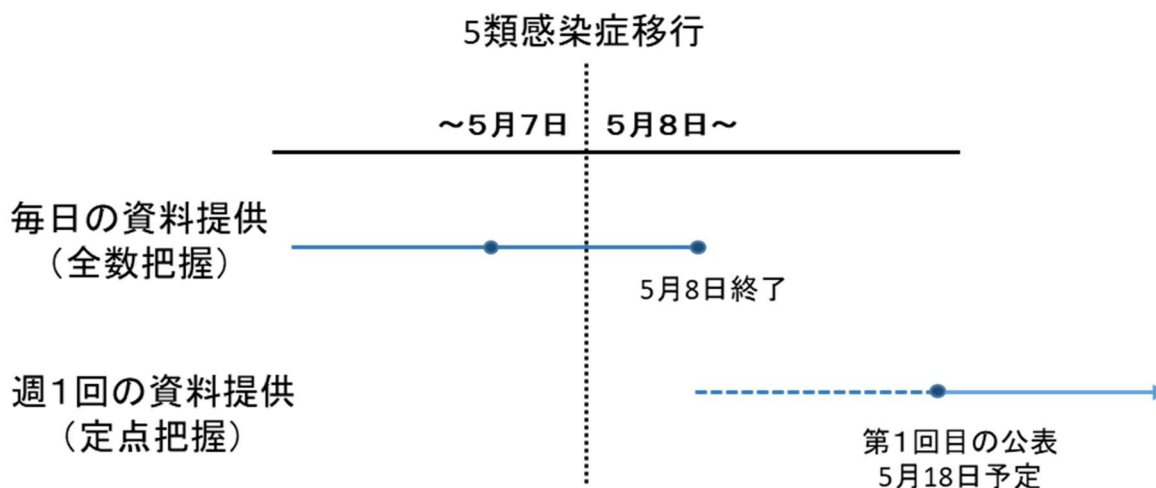 5類感染症移行
～5月7日
5月8日～
毎日の資料提供
（全数把握）
5月8日終了
週1回の資料提供
（定点把握）
第1回目の公表
5月18日予定